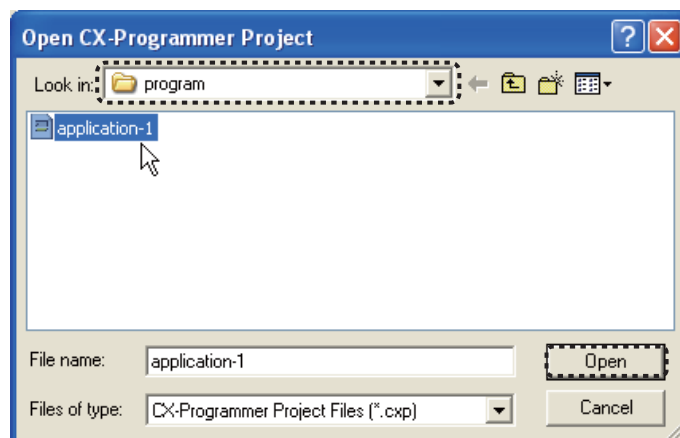 Open CX-Programmer Project
Look in: program
application-1
File name: application-1
Open
Files of type: CX-Programmer Project Files (*.cxp)
Cancel